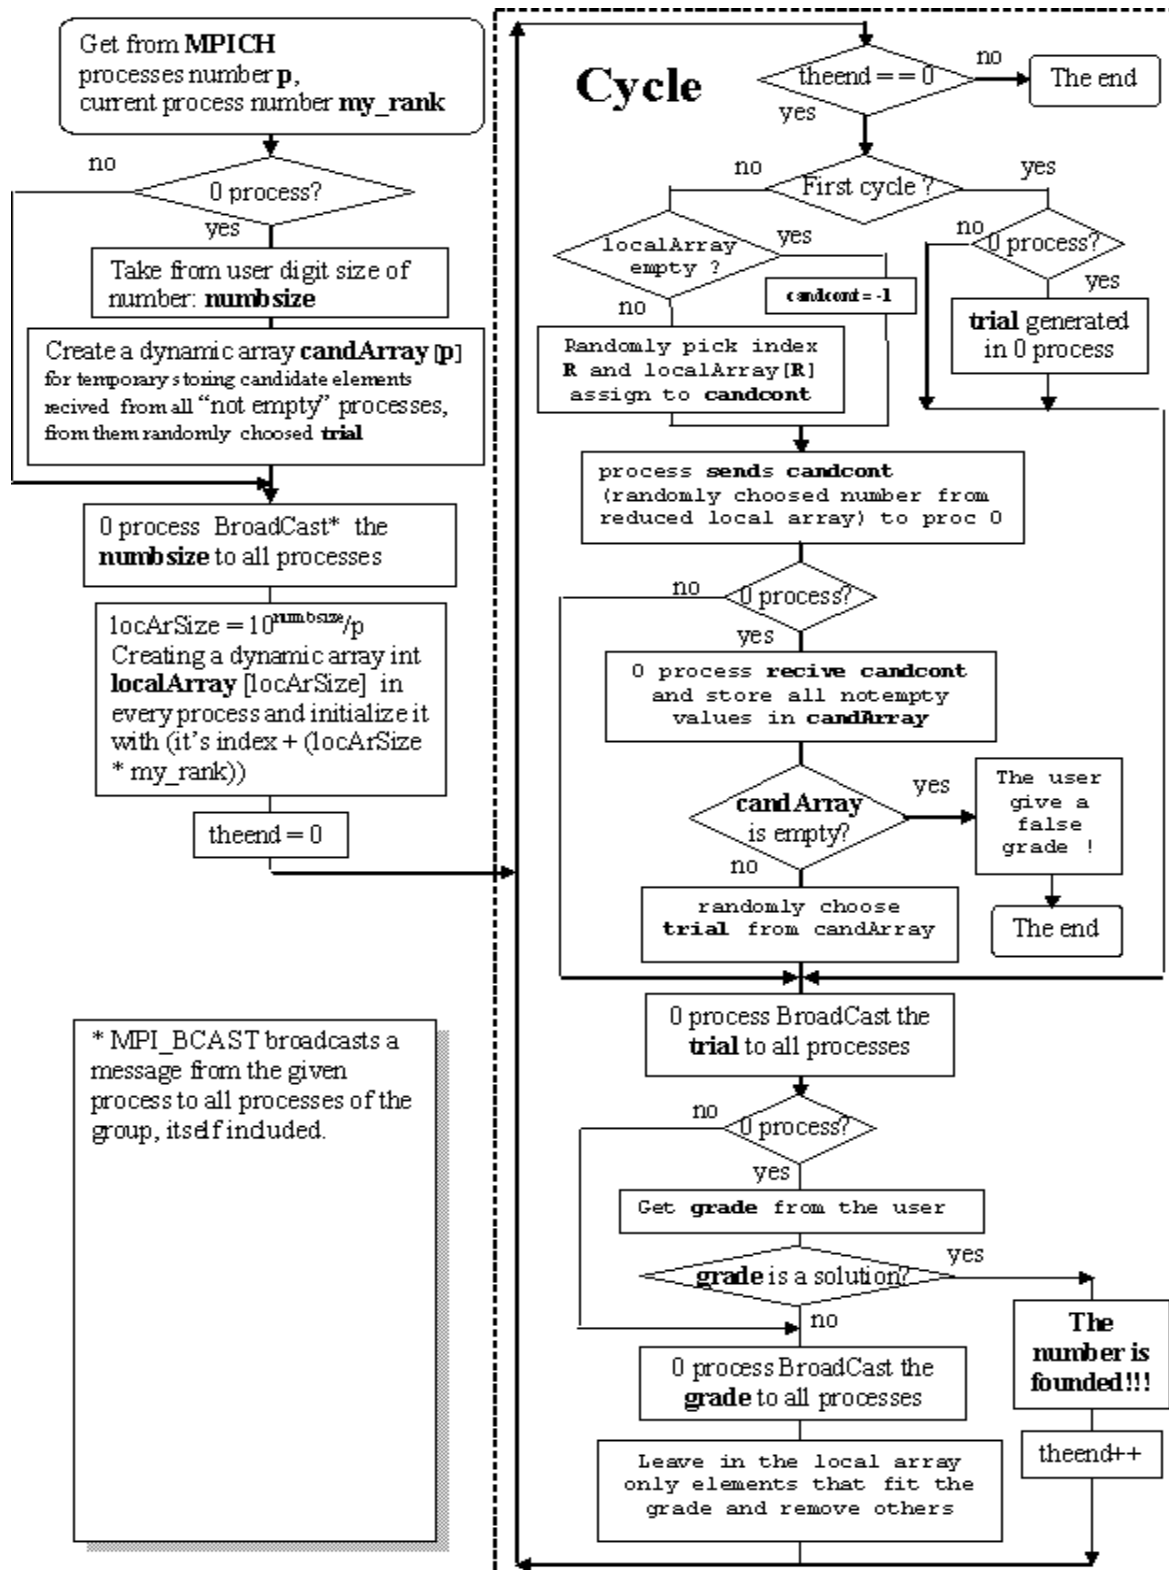 Get from MPICH
processes number p,
current process number my_rank
no
0 process?
yes
Take from user digit size of
number: numbsize
Create a dynamic array candArray [p]
for temporary storing candidate elements
recived from all “not empty” processes,
from them randomly choosed trial
0 process BroadCast* the
numbsize to all processes
locArSize = 10^numbsize/p
Creating a dynamic array int
localArray [locArSize] in
every process and initialize it
with (it’s index + (locArSize
* my_rank))
theend = 0
* MPI_BCAST broadcasts a
message from the given
process to all processes of the
group, itself included.
Cycle
theend == 0
no
The end
yes
no
First cycle ?
yes
localArray
empty ?
yes
candcont = -1
no
Randomly pick index
R and localArray[R]
assign to candcont
no
0 process?
yes
trial generated
in 0 process
process sends candcont
(randomly choosed number from
reduced local array) to proc 0
no
0 process?
yes
0 process recive candcont
and store all notempty
values in candArray
candArray
is empty?
yes
The user
give a
false
grade !
The end
no
randomly choose
trial from candArray
0 process BroadCast the
trial to all processes
no
0 process?
yes
Get grade from the user
grade is a solution?
yes
The
number is
founded!!!
theend++
no
0 process BroadCast the
grade to all processes
Leave in the local array
only elements that fit the
grade and remove others